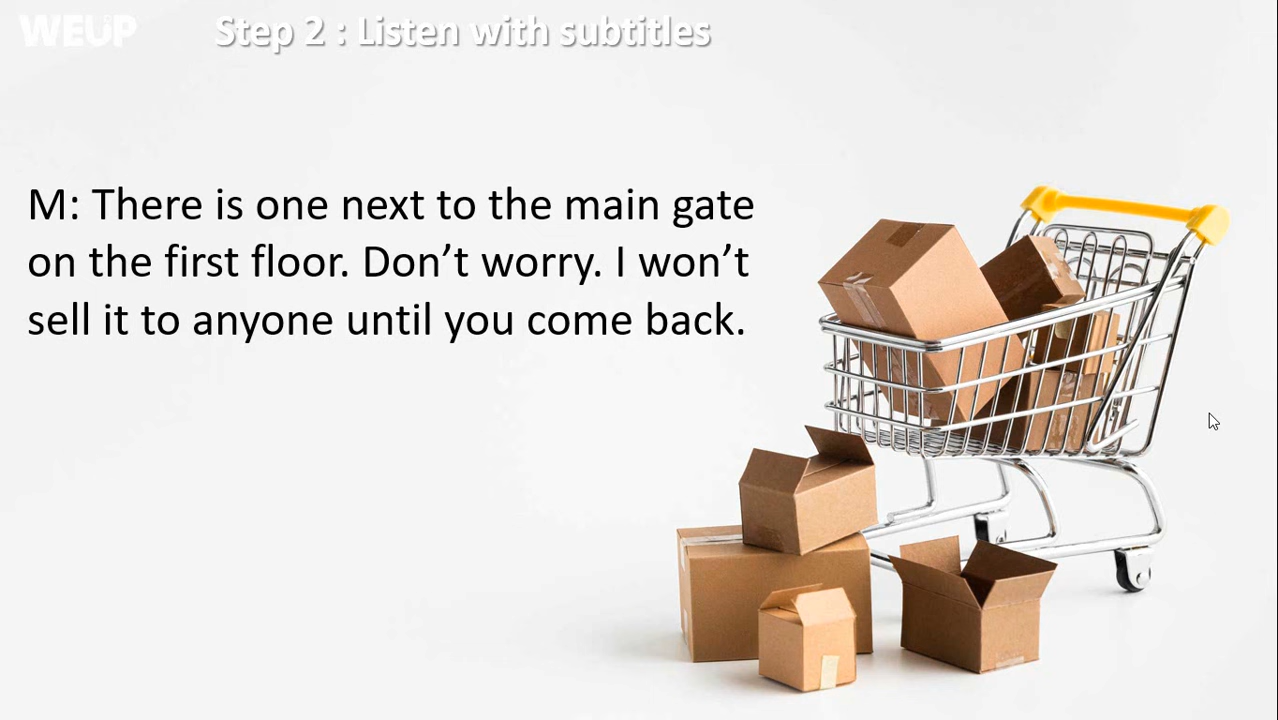 WEUP
Step 2 : Listen with subtitles
M: There is one next to the main gate
on the first floor. Don’t worry. I won’t
sell it to anyone until you come back.